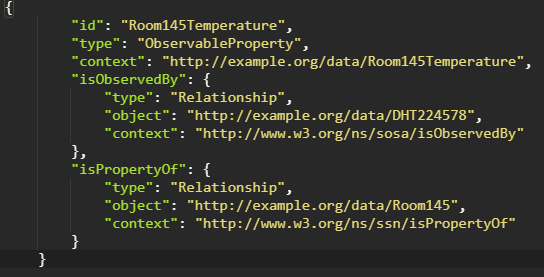 {
"id": "Room145Temperature",
"type": "ObservableProperty",
"context": "http://example.org/data/Room145Temperature",
"isObservedBy": {
"type": "Relationship",
"object": "http://example.org/data/DHT224578",
"context": "http://www.w3.org/ns/sosa/isObservedBy"
},
"isPropertyOf": {
"type": "Relationship",
"object": "http://example.org/data/Room145",
"context": "http://www.w3.org/ns/ssn/isPropertyOf"
}
}